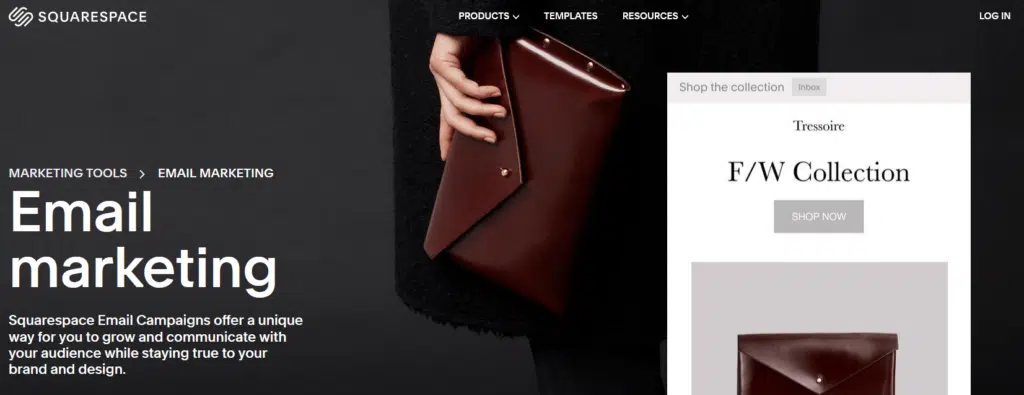 SQUARESPACE
PRODUCTS
TEMPLATES
RESOURCES
LOG IN
MARKETING TOOLS > EMAIL MARKETING
Email
marketing
Squarespace Email Campaigns offer a unique
way for you to grow and communicate with
your audience while staying true to your
brand and design.
Shop the collection
Inbox
Tressoire
F/W Collection
SHOP NOW